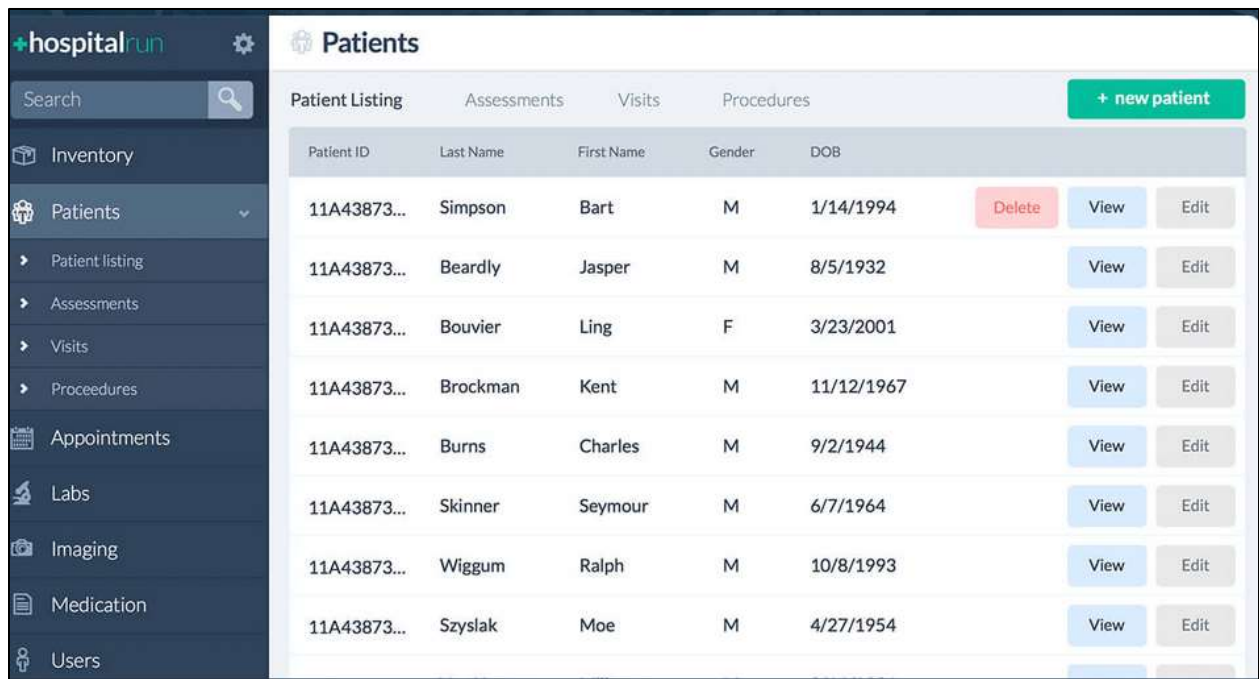 +hospitalrun
Search
Inventory
Patients
Patient listing
Assessments
Visits
Proceedures
Appointments
Labs
Imaging
Medication
Users
Patients
Patient Listing Assessments Visits Procedures + new patient
Patient ID Last Name First Name Gender DOB
11A43873... Simpson Bart M 1/14/1994 Delete View Edit
11A43873... Beardly Jasper M 8/5/1932 View Edit
11A43873... Bouvier Ling F 3/23/2001 View Edit
11A43873... Brockman Kent M 11/12/1967 View Edit
11A43873... Burns Charles M 9/2/1944 View Edit
11A43873... Skinner Seymour M 6/7/1964 View Edit
11A43873... Wiggum Ralph M 10/8/1993 View Edit
11A43873... Szyslak Moe M 4/27/1954 View Edit